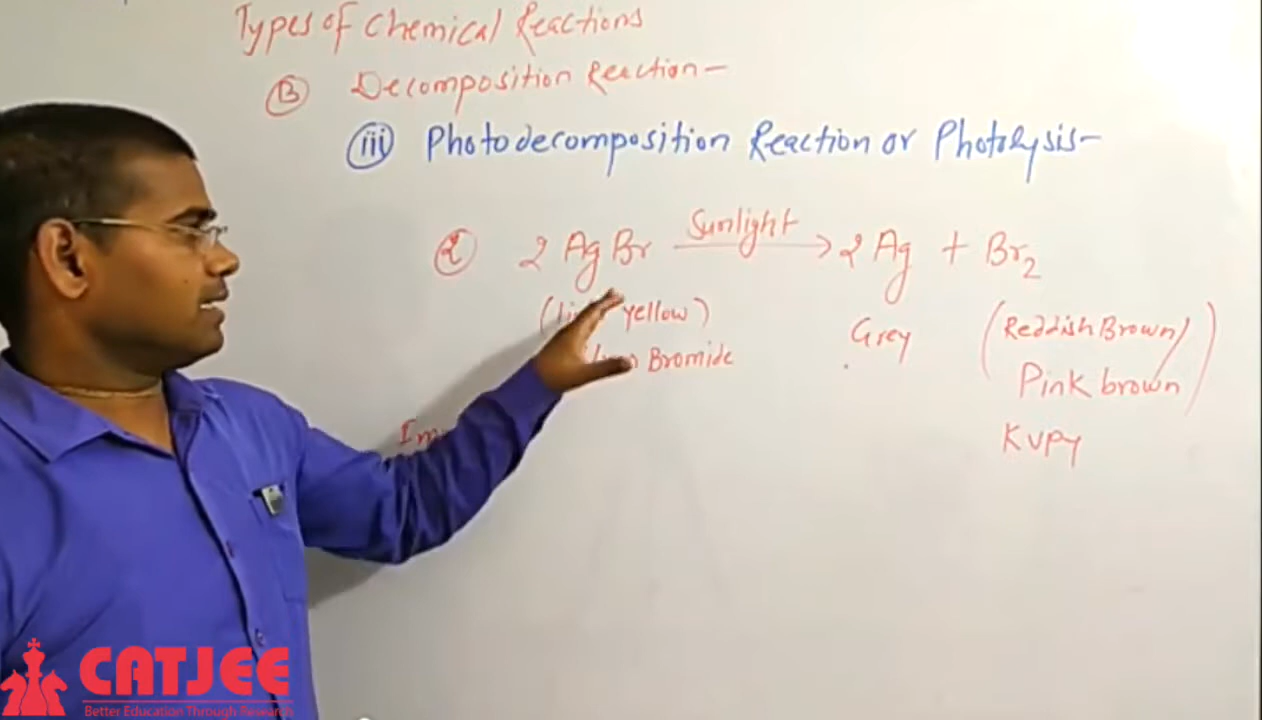 Types of Chemical Reactions
B Decomposition Reaction -
iii Photodecomposition Reaction or Photolysis -
2 2 AgBr Sunlight → 2 Ag + Br₂
yellow) Grey (Reddish Brown/
Bromide Pink brown)
KVPY
CATJEE
Better Education Through Research